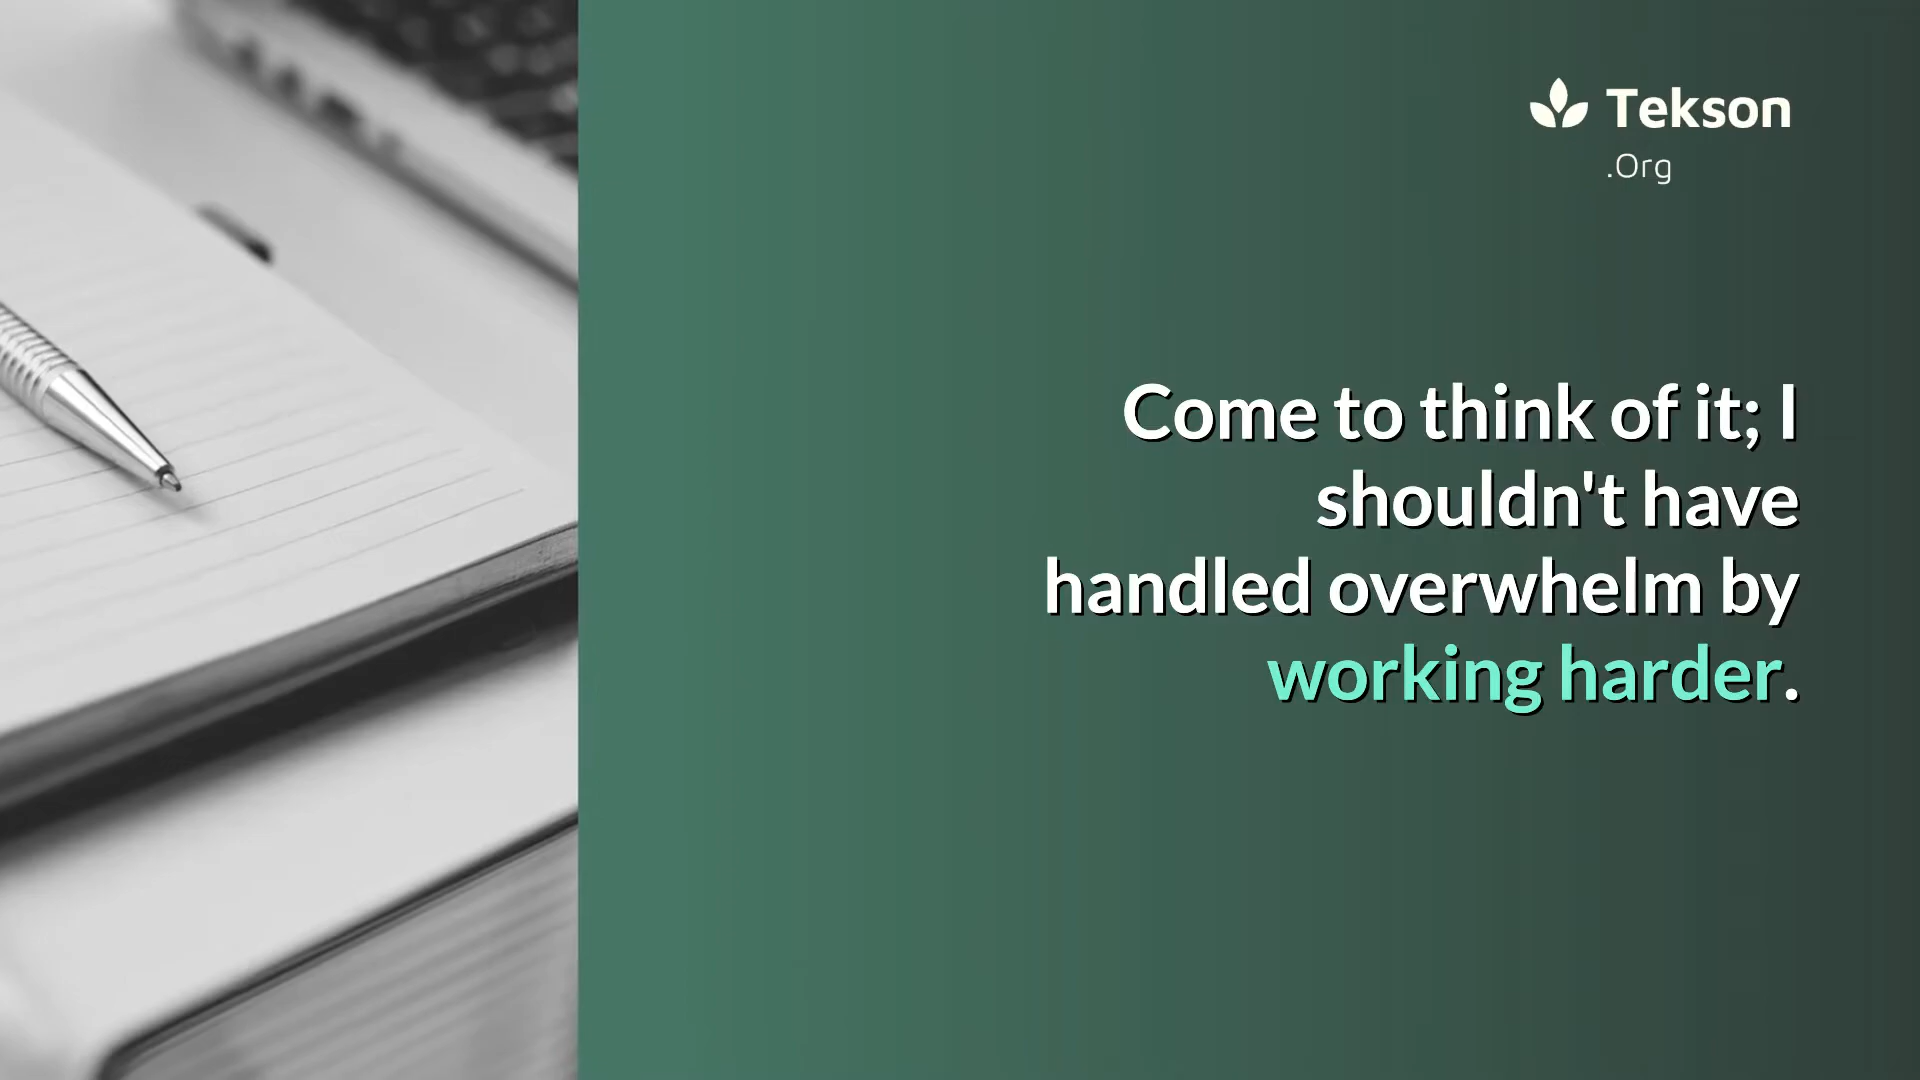 Tekson
.Org
Come to think of it; I
shouldn't have
handled overwhelm by
working harder.